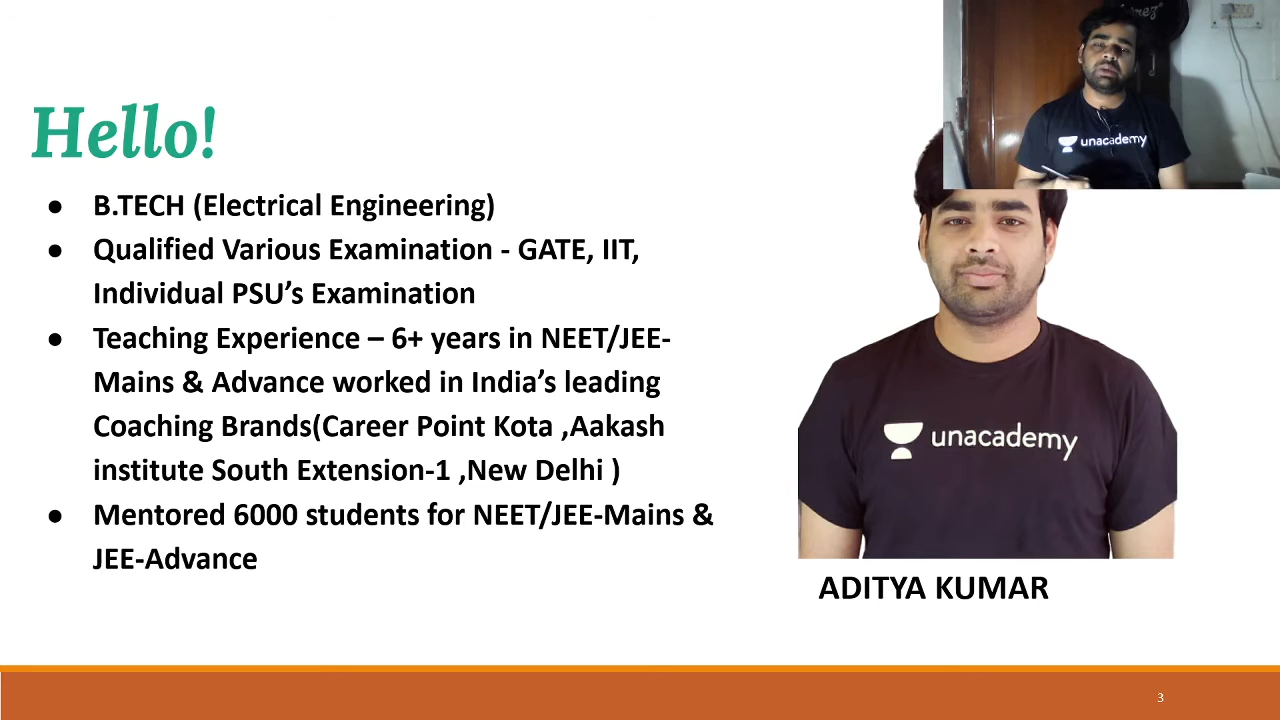 Hello!
● B.TECH (Electrical Engineering)
● Qualified Various Examination - GATE, IIT,
Individual PSU’s Examination
● Teaching Experience – 6+ years in NEET/JEE-
Mains & Advance worked in India’s leading
Coaching Brands(Career Point Kota ,Aakash
institute South Extension-1 ,New Delhi )
● Mentored 6000 students for NEET/JEE-Mains &
JEE-Advance
unacademy
unacademy
ADITYA KUMAR
3